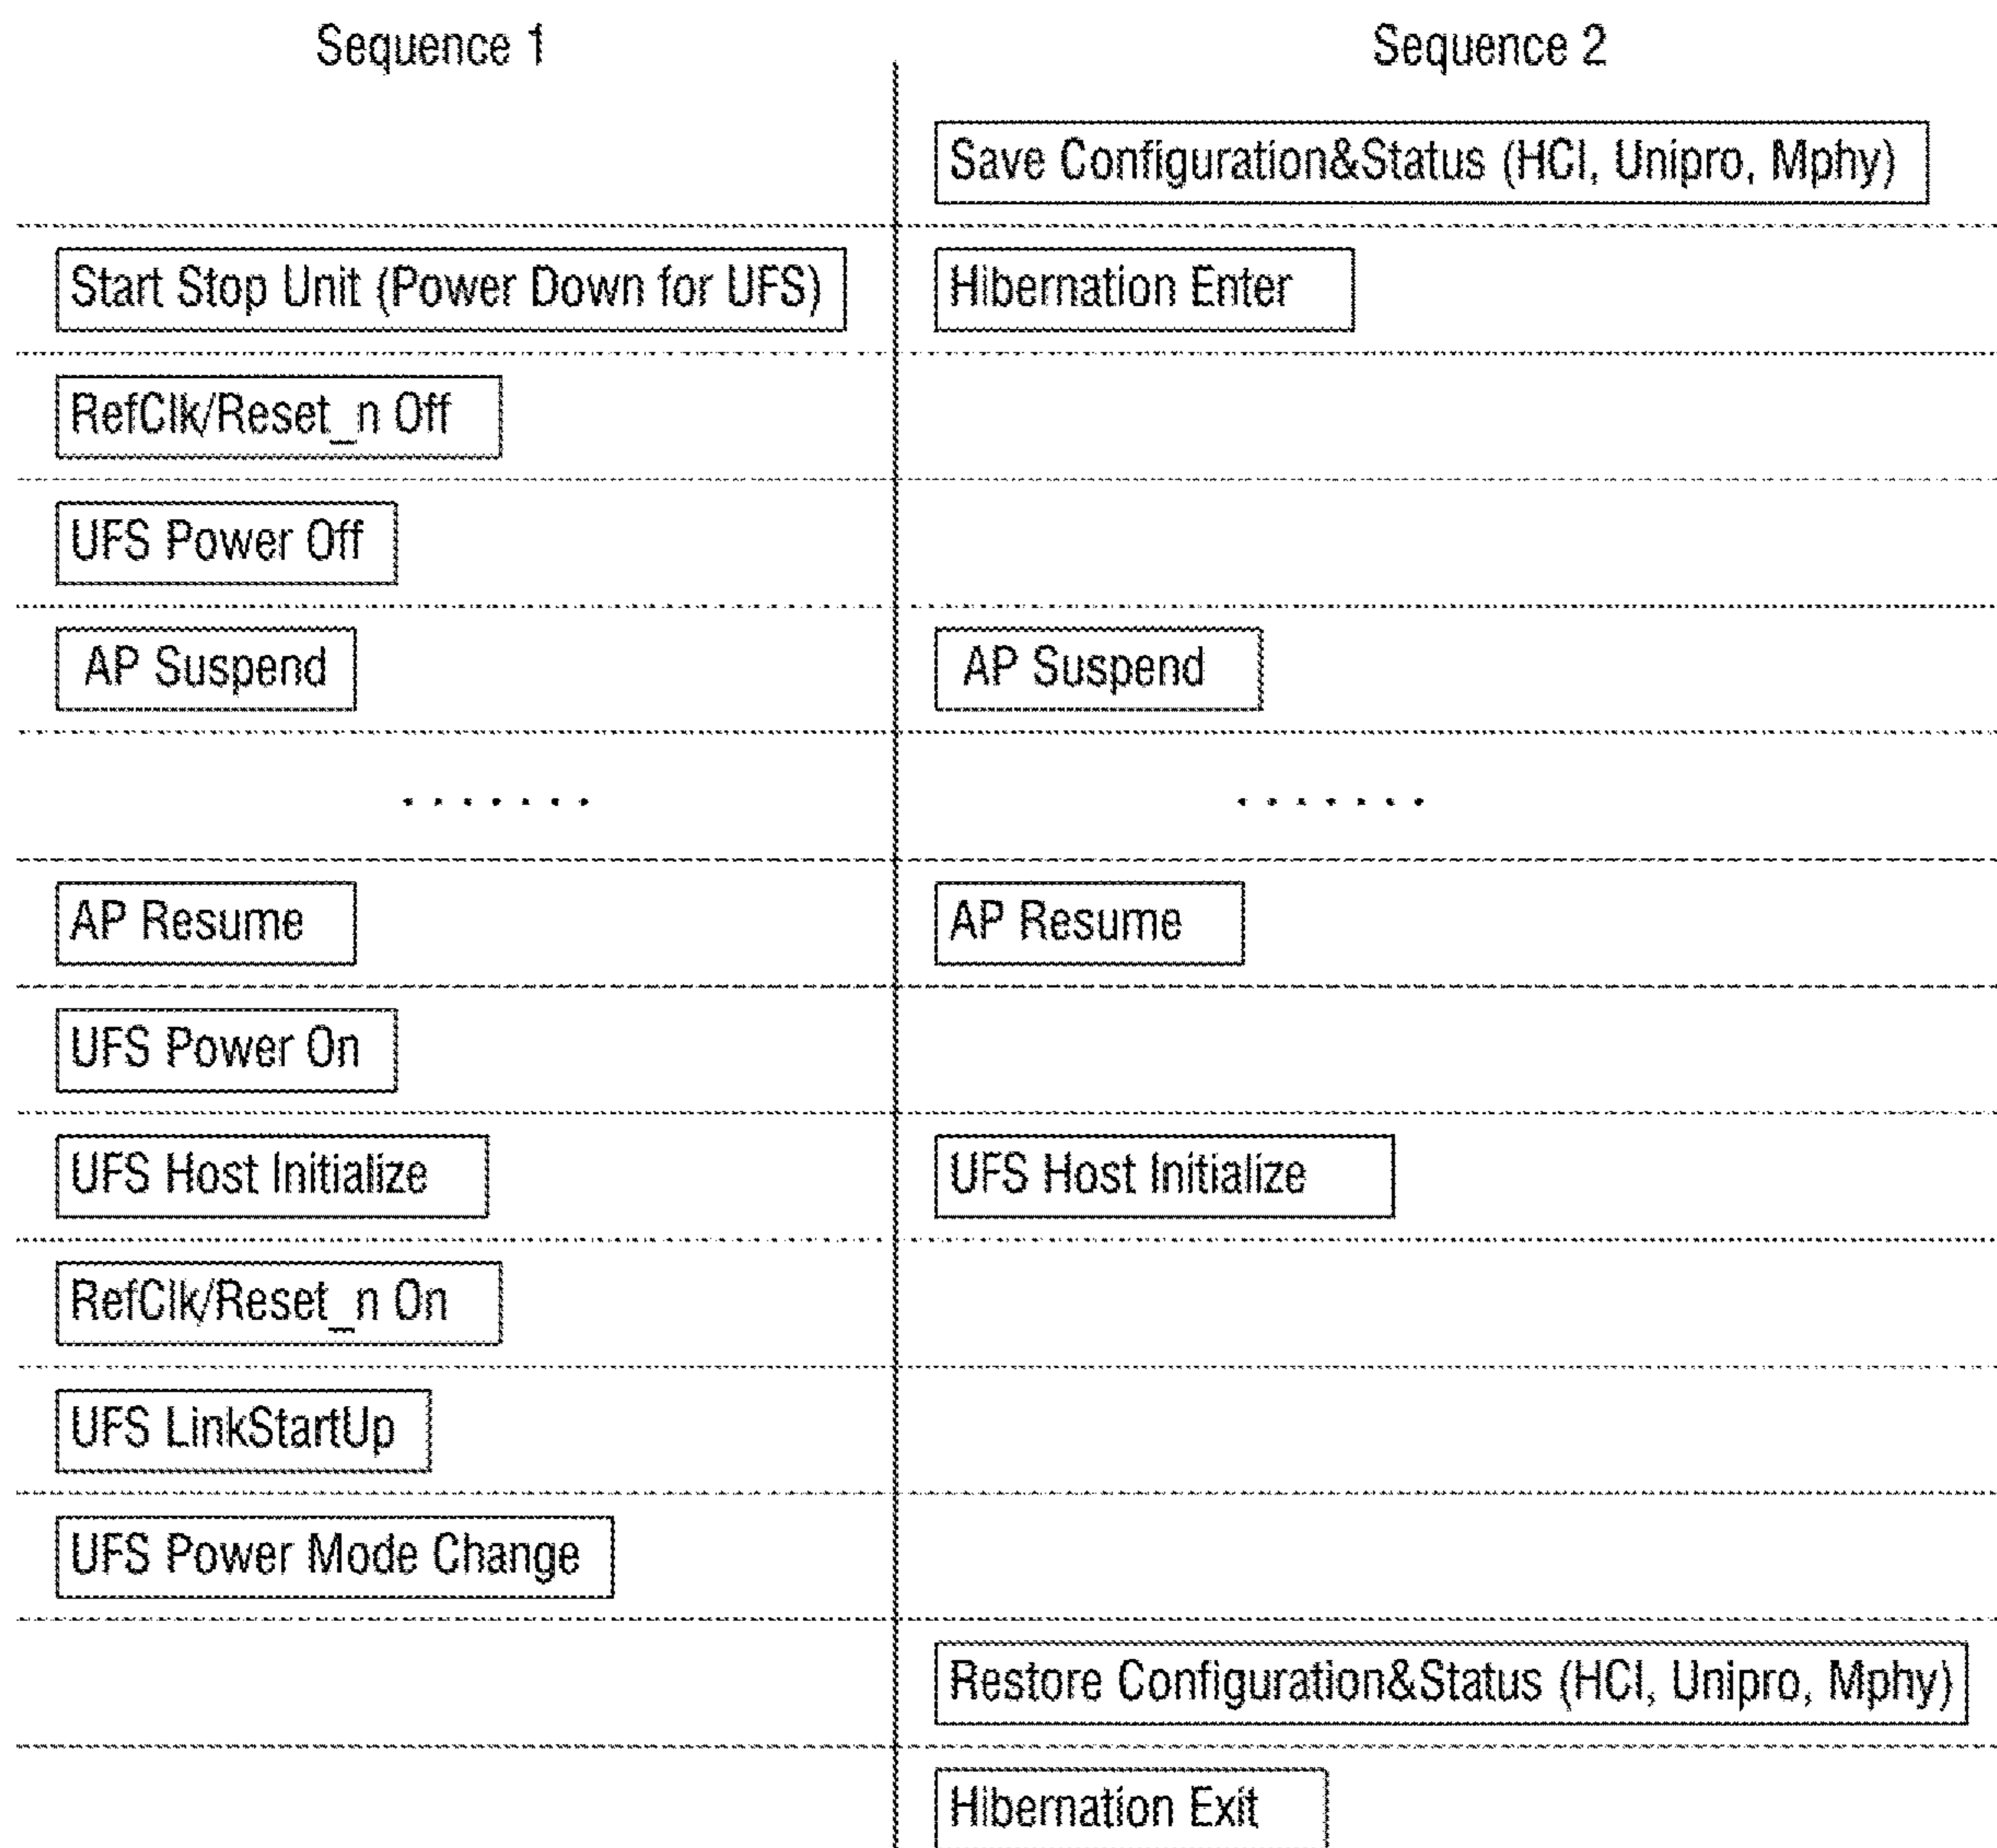 Sequence 1
Sequence 2
Save Configuration&Status (HCI, Unipro, Mphy)
Start Stop Unit (Power Down for UFS)
Hibernation Enter
RefClk/Reset_n Off
UFS Power Off
AP Suspend
AP Suspend
.......
.......
AP Resume
AP Resume
UFS Power On
UFS Host Initialize
UFS Host Initialize
RefClk/Reset_n On
UFS LinkStartUp
UFS Power Mode Change
Restore Configuration&Status (HCI, Unipro, Mphy)
Hibernation Exit